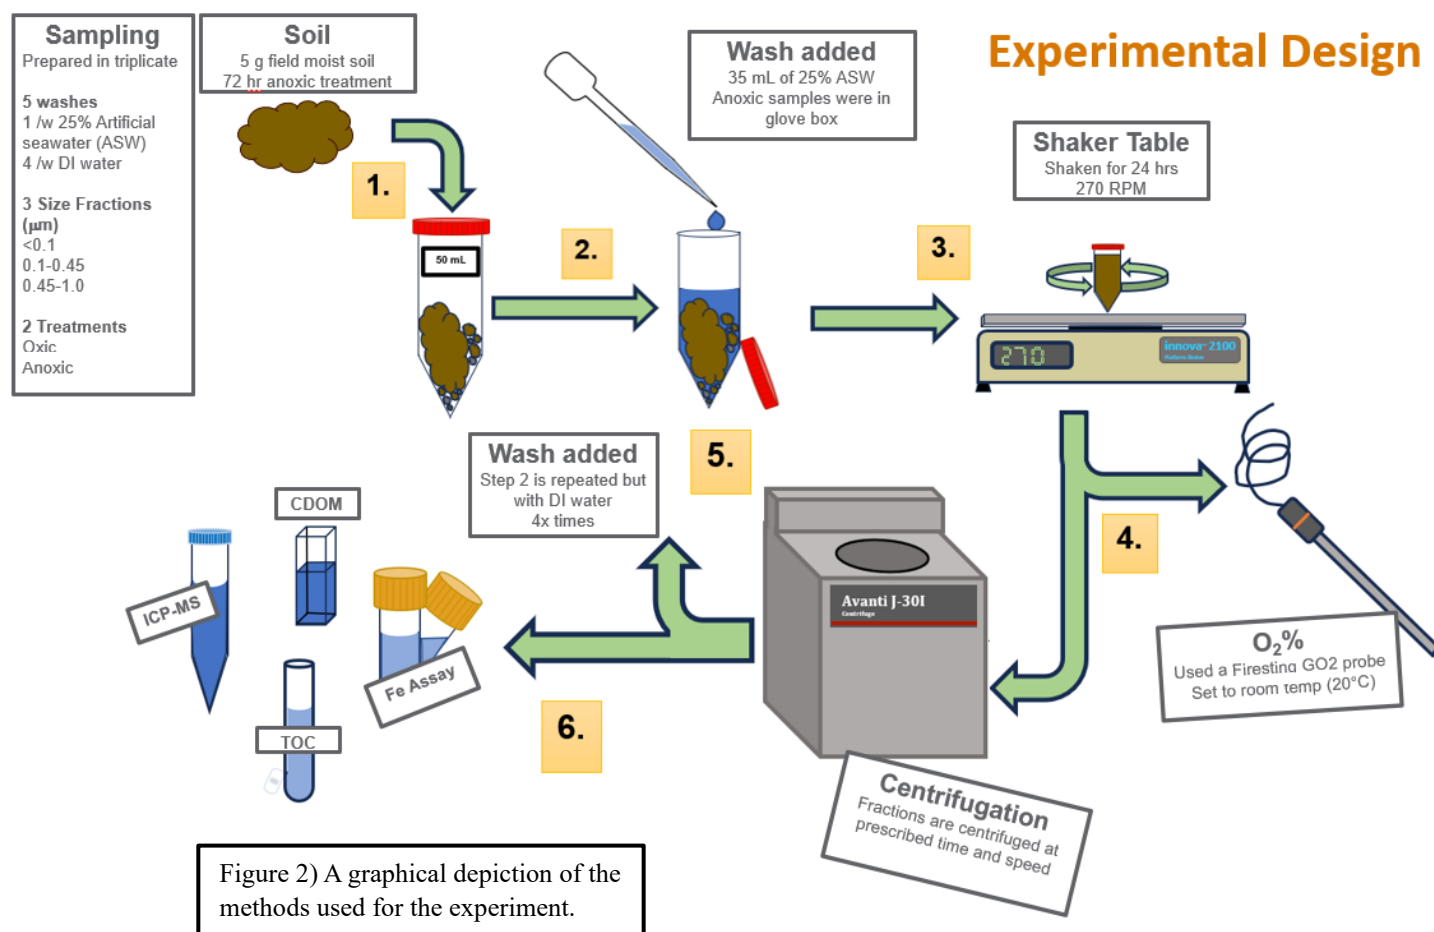 Experimental Design
Sampling
Prepared in triplicate
5 washes
1 /w 25% Artificial
seawater (ASW)
4 /w DI water
3 Size Fractions
(µm)
<0.1
0.1-0.45
0.45-1.0
2 Treatments
Oxic
Anoxic
Soil
5 g field moist soil
72 hr anoxic treatment
1.
50 mL
2.
Wash added
35 mL of 25% ASW
Anoxic samples were in
glove box
3.
Shaker Table
Shaken for 24 hrs
270 RPM
270
innova™ 2100
Platform Shaker
4.
O₂%
Used a Firesting GO2 probe
Set to room temp (20°C)
Avanti J-30I
Centrifuge
Centrifugation
Fractions are centrifuged at
prescribed time and speed
5.
Wash added
Step 2 is repeated but
with DI water
4x times
6.
CDOM
ICP-MS
Fe Assay
TOC
Figure 2) A graphical depiction of the
methods used for the experiment.